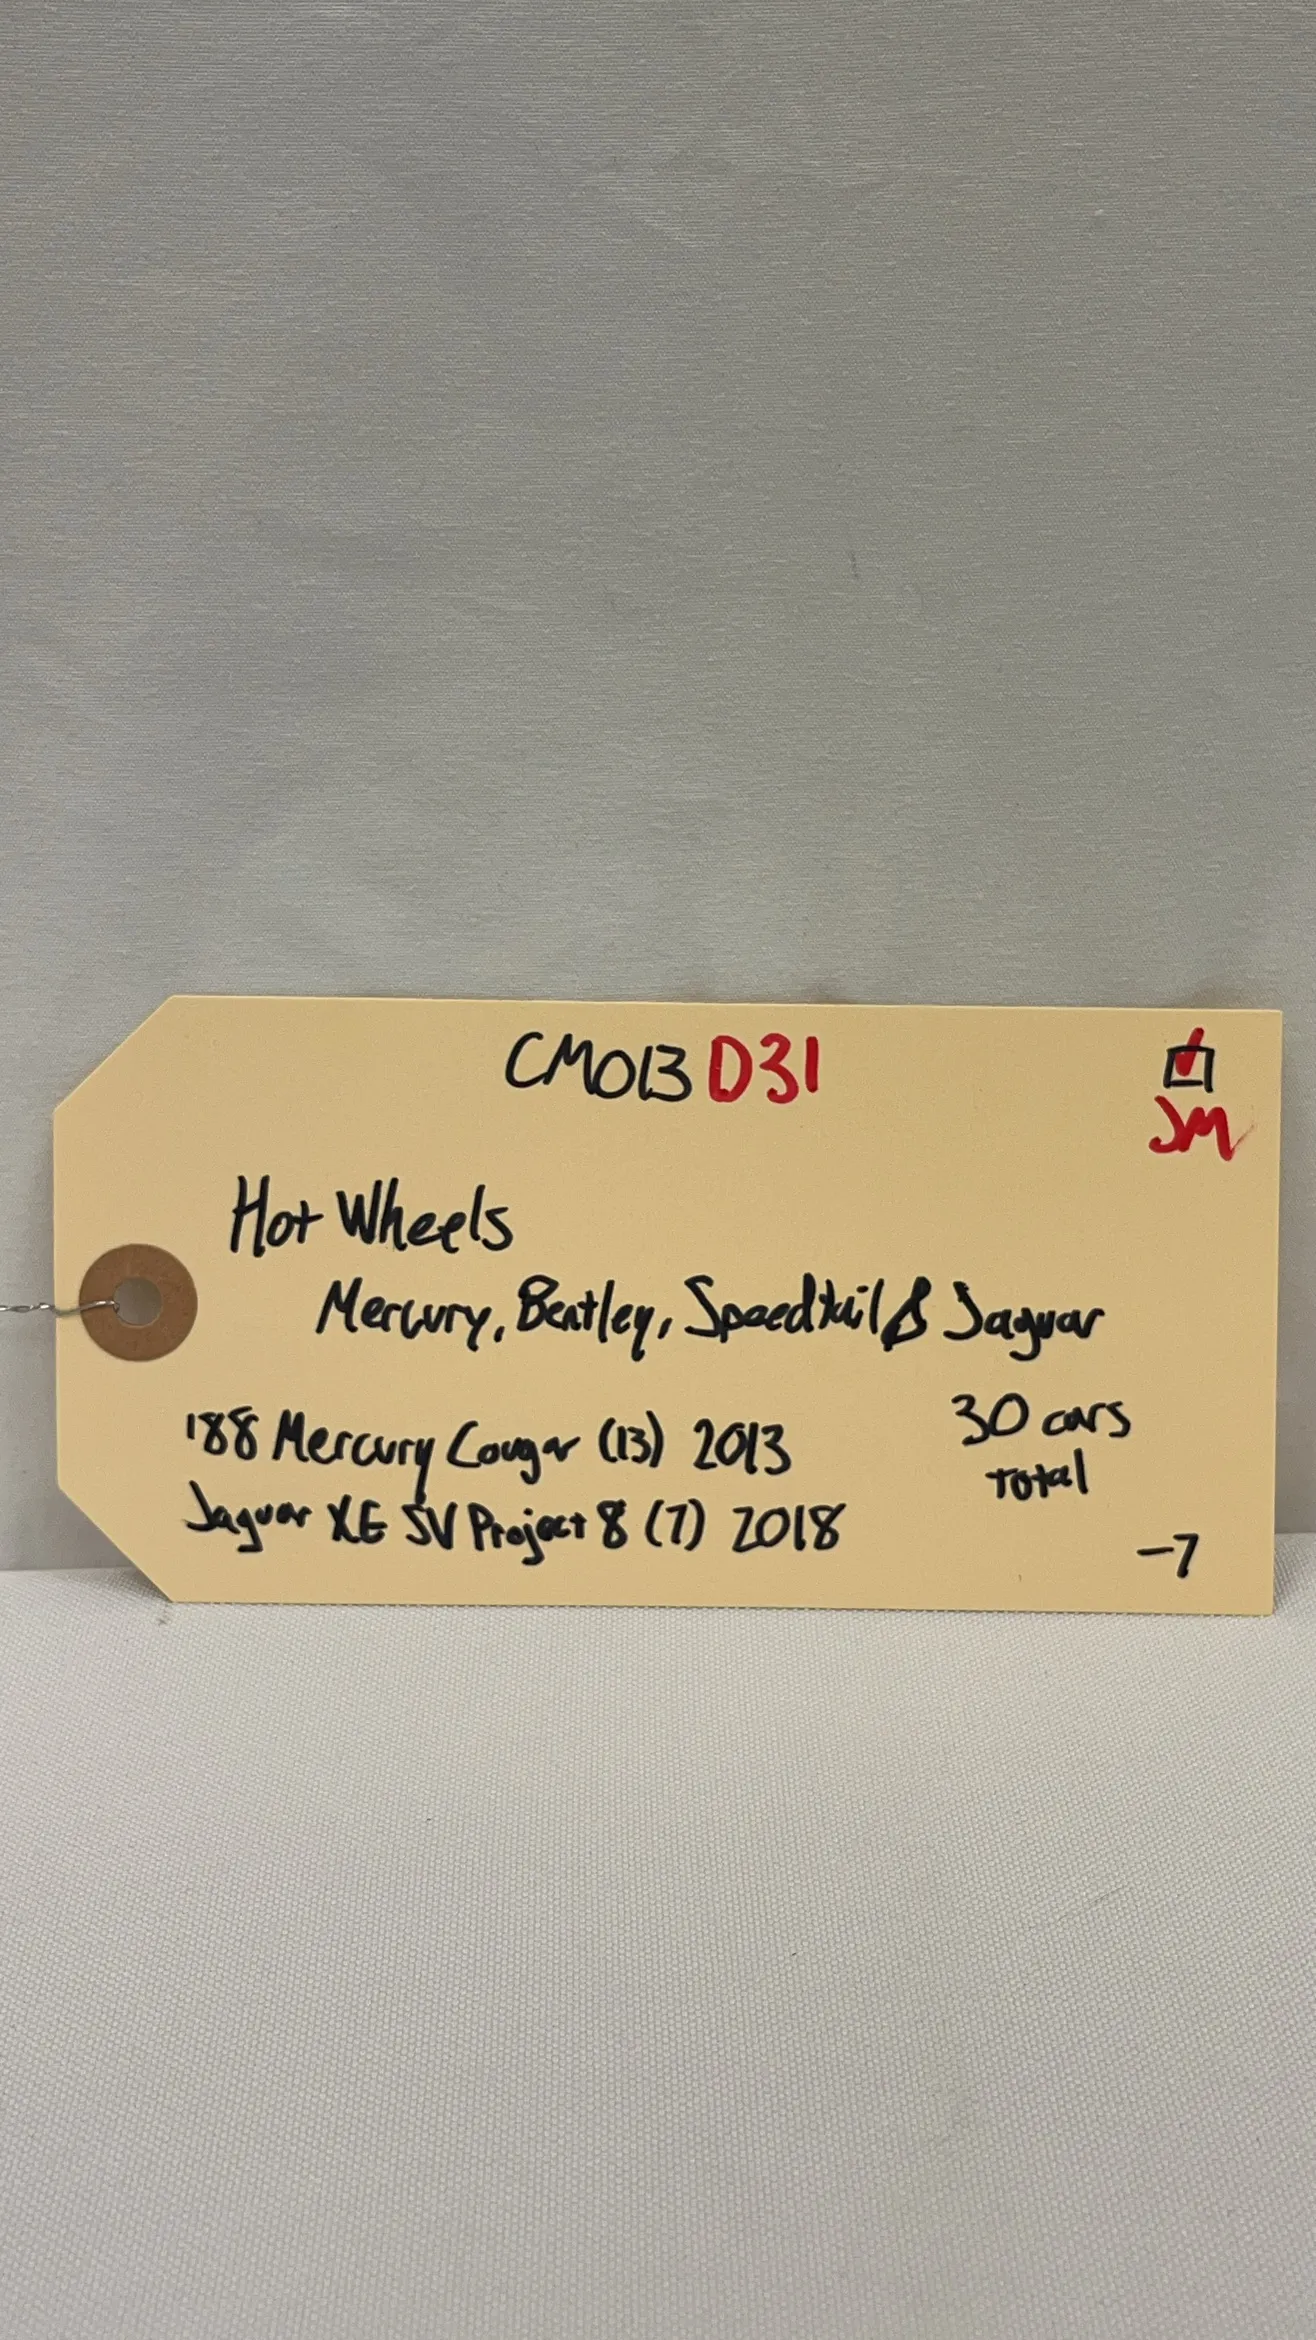 CM013 D31
JM
Hot Wheels
Mercury, Bentley, Speedtail & Jaguar
'88 Mercury Cougar (13) 2013
Jaguar XE SV Project 8 (7) 2018
30 cars
total
-7